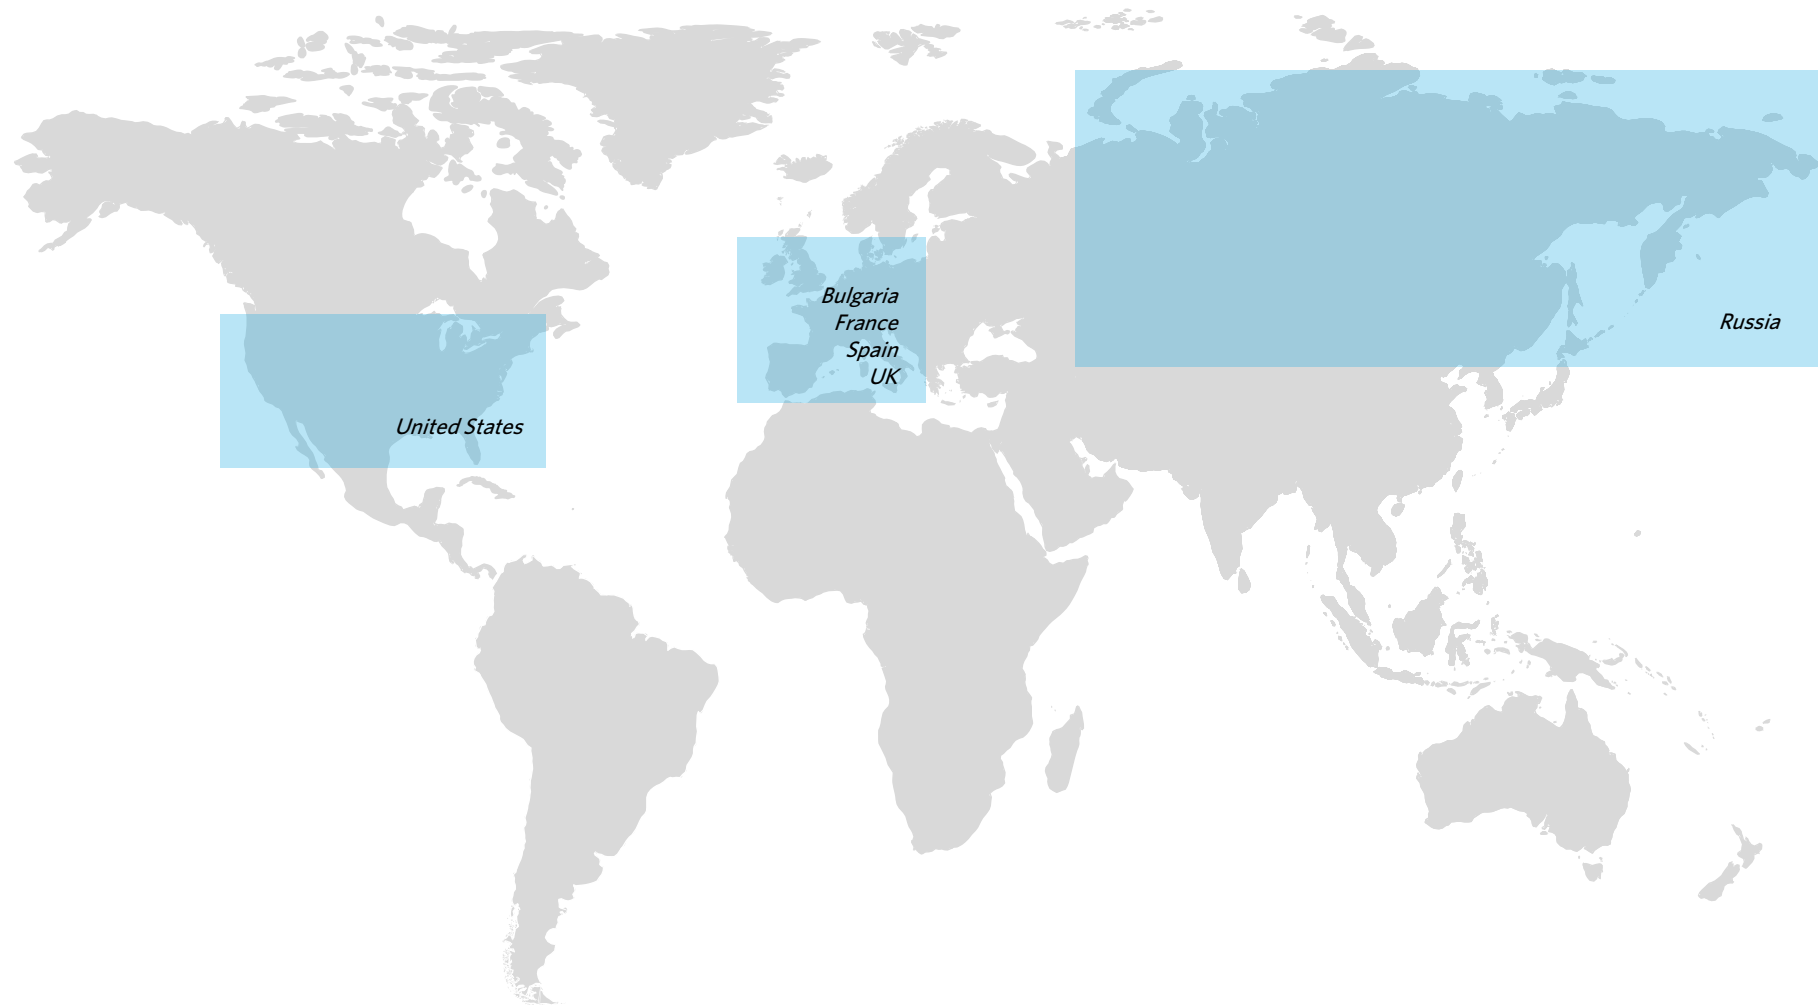 Bulgaria
France
Spain
UK
Russia
United States